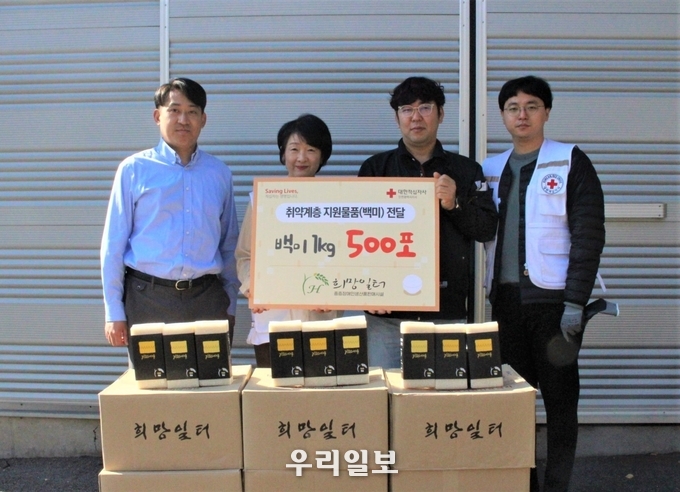 Saving Lives.
대한적십자사
취약계층 지원물품(백미) 전달
백미 1kg 500포
희망일터
희망일터 희망일터 희망일터
우리일보